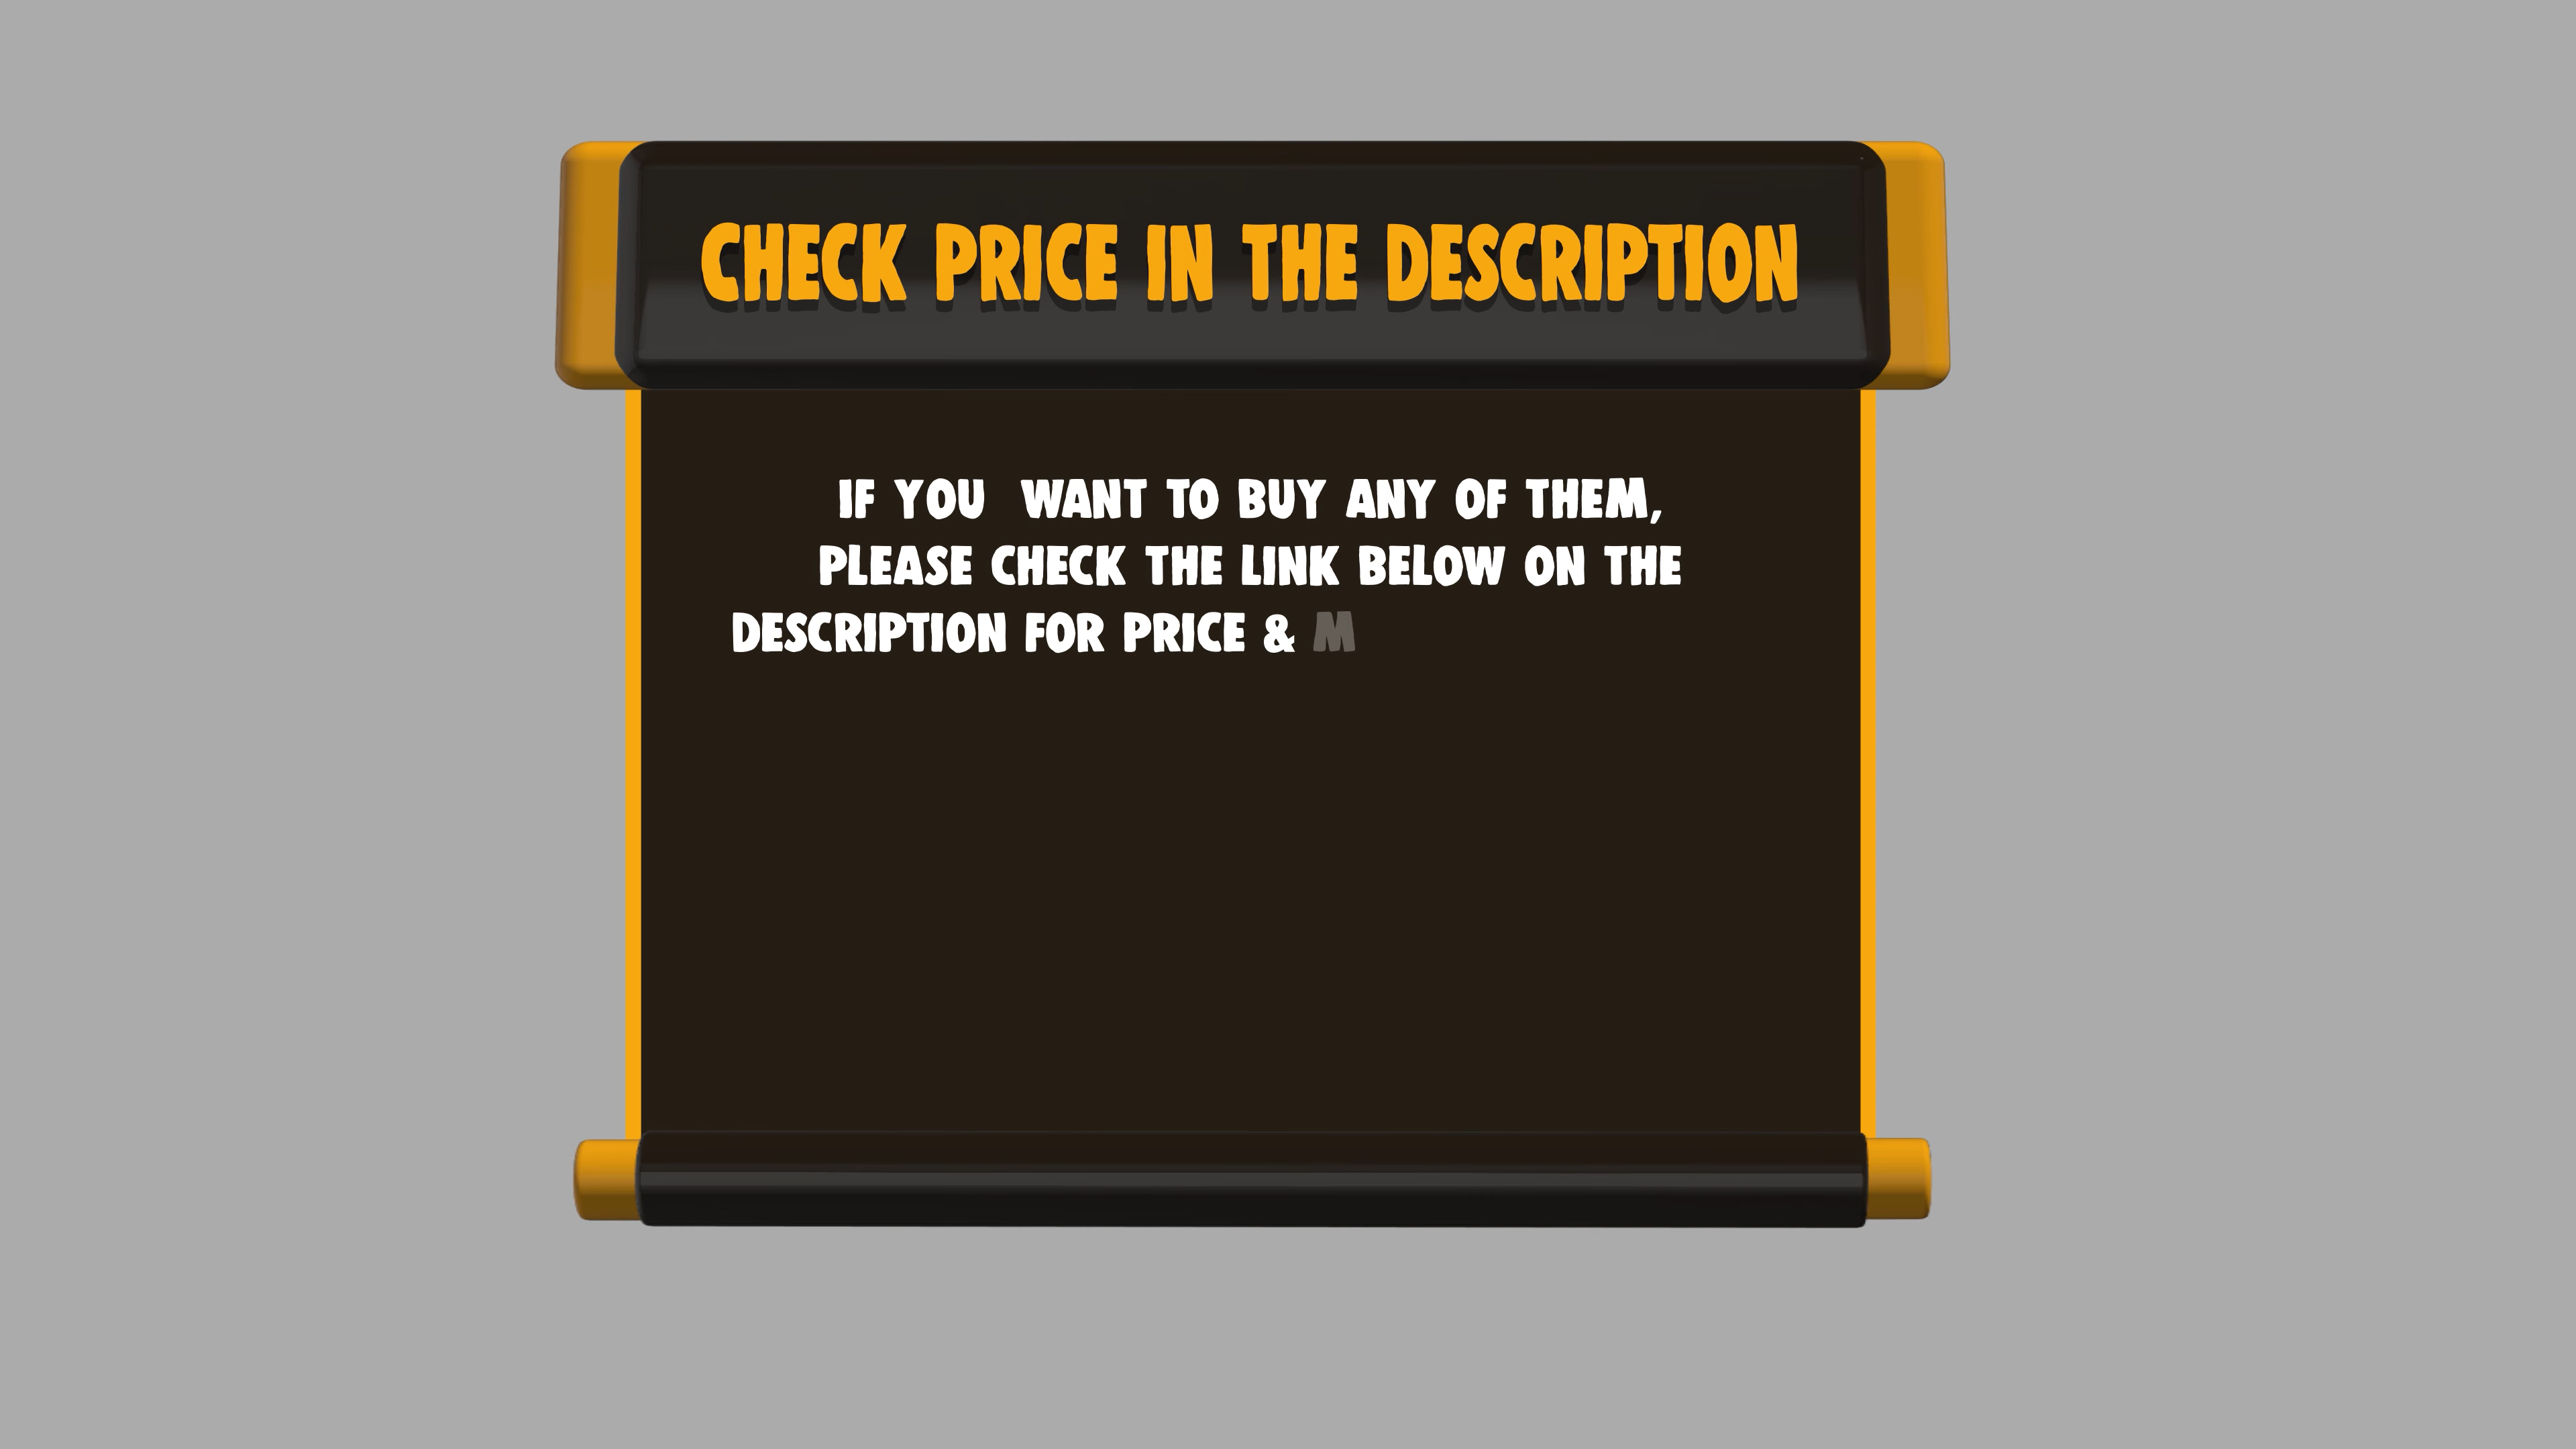 CHECK PRICE IN THE DESCRIPTION
IF YOU  WANT TO BUY ANY OF THEM,
PLEASE CHECK THE LINK BELOW ON THE
DESCRIPTION FOR PRICE & M